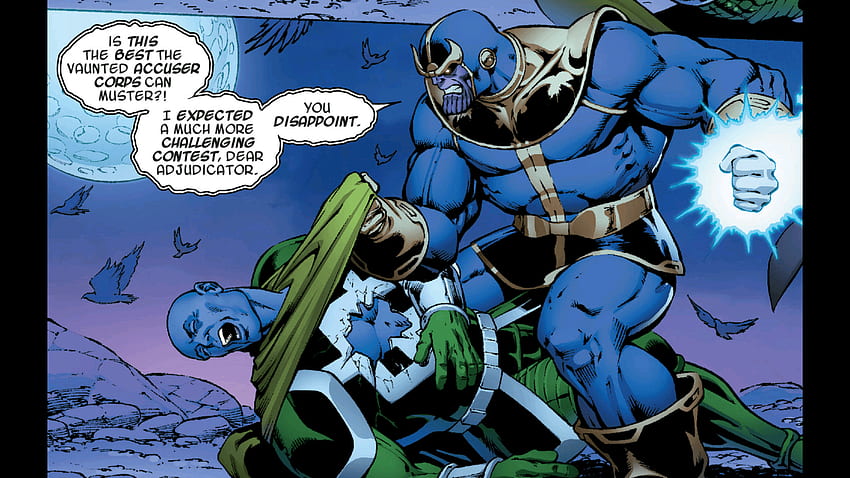 IS THIS
THE BEST THE
VAUNTED ACCUSER
CORPS CAN
MUSTER?!
I EXPECTED
A MUCH MORE
CHALLENGING
CONTEST, DEAR
ADJUDICATOR.
YOU
DISAPPOINT.